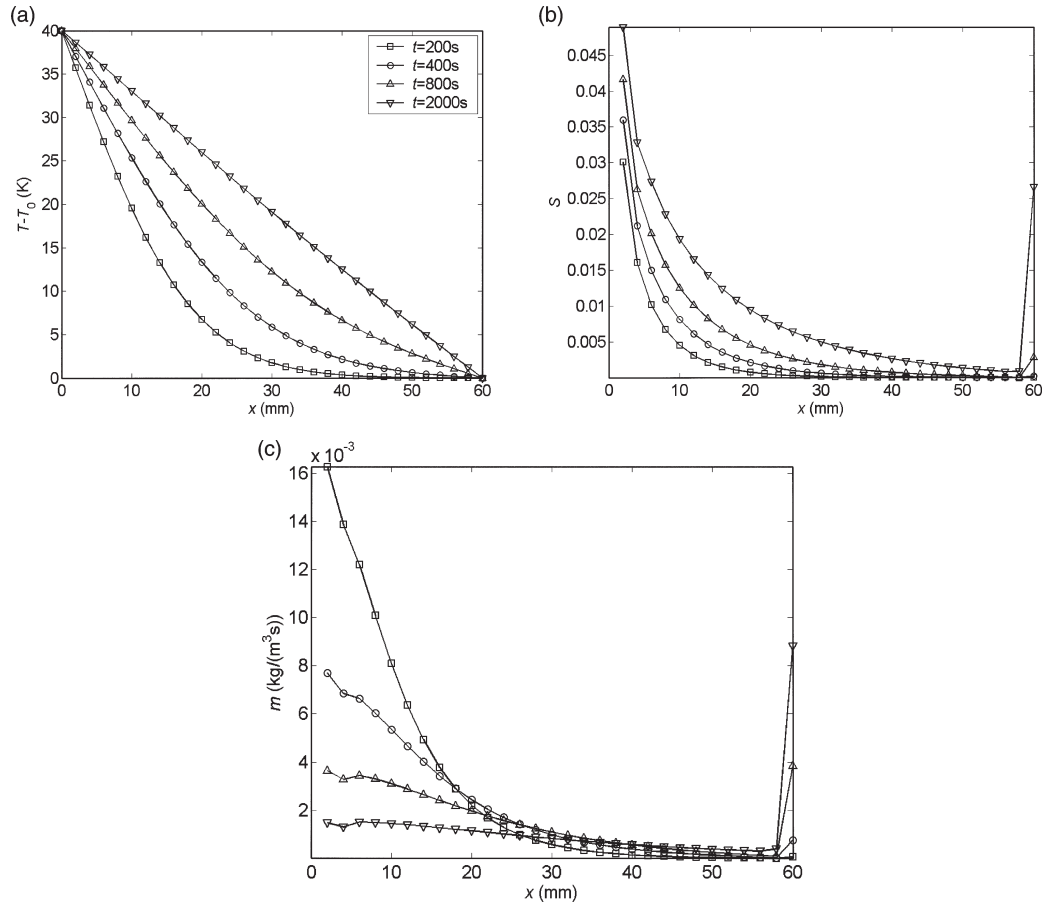 (a)
40
35
30
25
20
15
10
5
0
T-T0 (K)
0 10 20 30 40 50 60
x (mm)
t=200s
t=400s
t=800s
t=2000s
(b)
0.045
0.04
0.035
0.03
0.025
0.02
0.015
0.01
0.005
S
0 10 20 30 40 50 60
x (mm)
(c)
x 10-3
16
14
12
10
8
6
4
2
m (kg/(m3s))
0 10 20 30 40 50 60
x (mm)